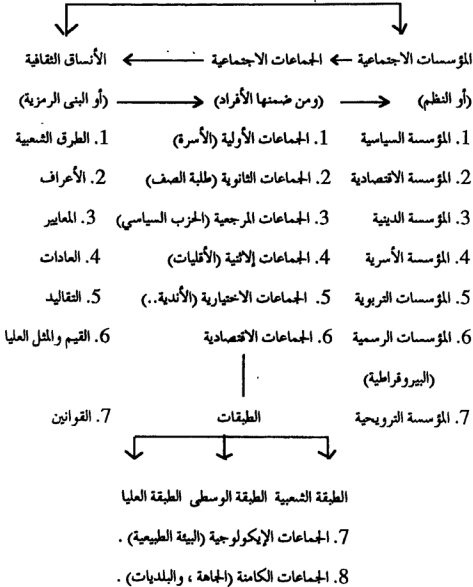 المؤسسات الاجتماعية الجماعات الاجتماعية الأنساق الثقافية
(أو النظم) (ومن ضمنها الأفراد) (أو البنى الرمزية)
1. المؤسسة السياسية 1. الجماعات الأولية (الأسرة) 1. الطرق الشعبية
2. المؤسسة الاقتصادية 2. الجماعات الثانوية (طلبة الصف) 2. الأعراف
3. المؤسسة الدينية 3. الجماعات المرجعية (الحزب السياسي) 3. المعايير
4. المؤسسة الأسرية 4. الجماعات الإثنية (الأقليات) 4. العادات
5. المؤسسات التربوية 5. الجماعات الاختيارية (الأندية..) 5. التقاليد
6. المؤسسات الرسمية 6. الجماعات الاقتصادية 6. القيم والمثل العليا
(البيروقراطية)
7. المؤسسة الترويحية الطبقات 7. القوانين
الطبقة الشعبية الطبقة الوسطى الطبقة العليا
7. الجماعات الإيكولوجية (البيئة الطبيعية) .
8. الجماعات الكامنة (الجاهة ، والبلديات) .